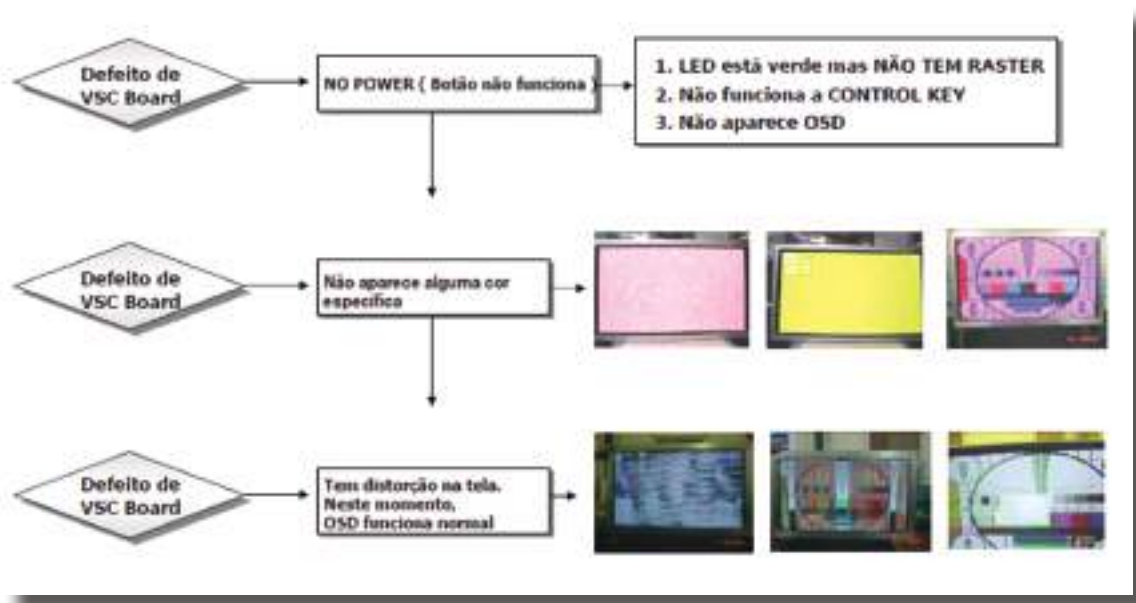 Defeito de
VSC Board
NO POWER ( Botão não funciona )
1. LED está verde mas NÃO TEM RASTER
2. Não funciona a CONTROL KEY
3. Não aparece OSD
Defeito de
VSC Board
Não aparece alguma cor
especifica
Defeito de
VSC Board
Tem distorção na tela.
Neste momento,
OSD funciona normal